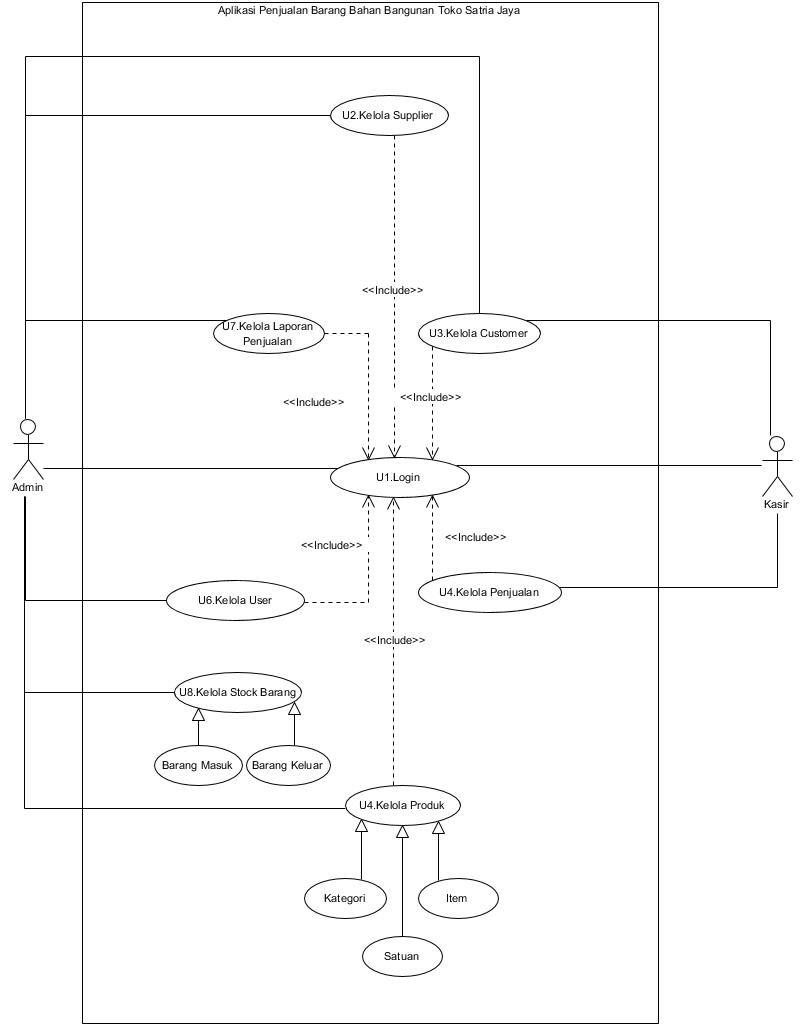 Aplikasi Penjualan Barang Bahan Bangunan Toko Satria Jaya
U2.Kelola Supplier
<<Include>>
U7.Kelola Laporan
Penjualan
U3.Kelola Customer
<<Include>>
<<Include>>
Admin
U1.Login
Kasir
<<Include>>
<<Include>>
U6.Kelola User
U4.Kelola Penjualan
<<Include>>
U8.Kelola Stock Barang
Barang Masuk
Barang Keluar
U4.Kelola Produk
Kategori
Item
Satuan